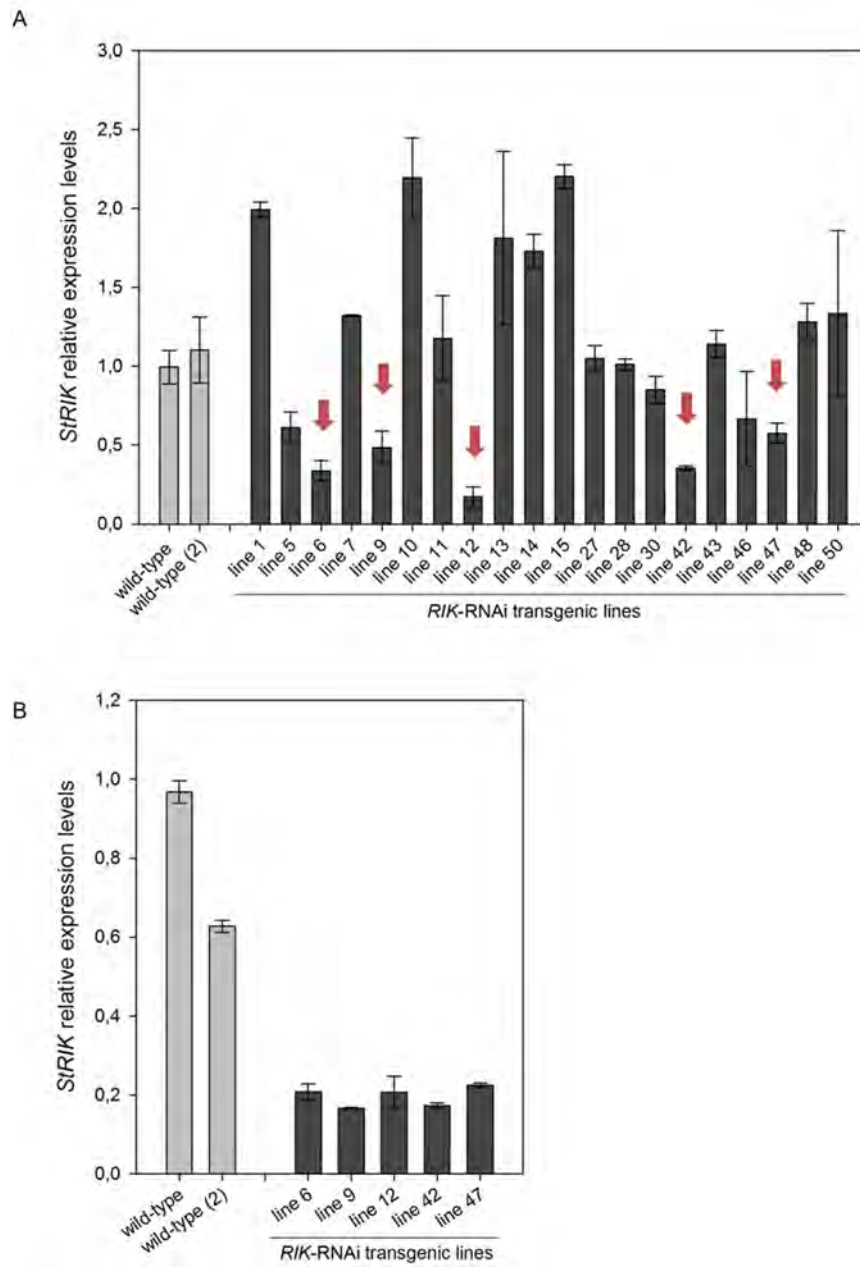 A
StRIK relative expression levels
3,0
2,5
2,0
1,5
1,0
0,5
0,0
wild-type
wild-type (2)
line 1
line 5
line 6
line 7
line 9
line 10
line 11
line 12
line 13
line 14
line 15
line 27
line 28
line 30
line 42
line 43
line 46
line 47
line 48
line 50
RIK-RNAi transgenic lines
B
StRIK relative expression levels
1,2
1,0
0,8
0,6
0,4
0,2
0,0
wild-type
wild-type (2)
line 6
line 9
line 12
line 42
line 47
RIK-RNAi transgenic lines